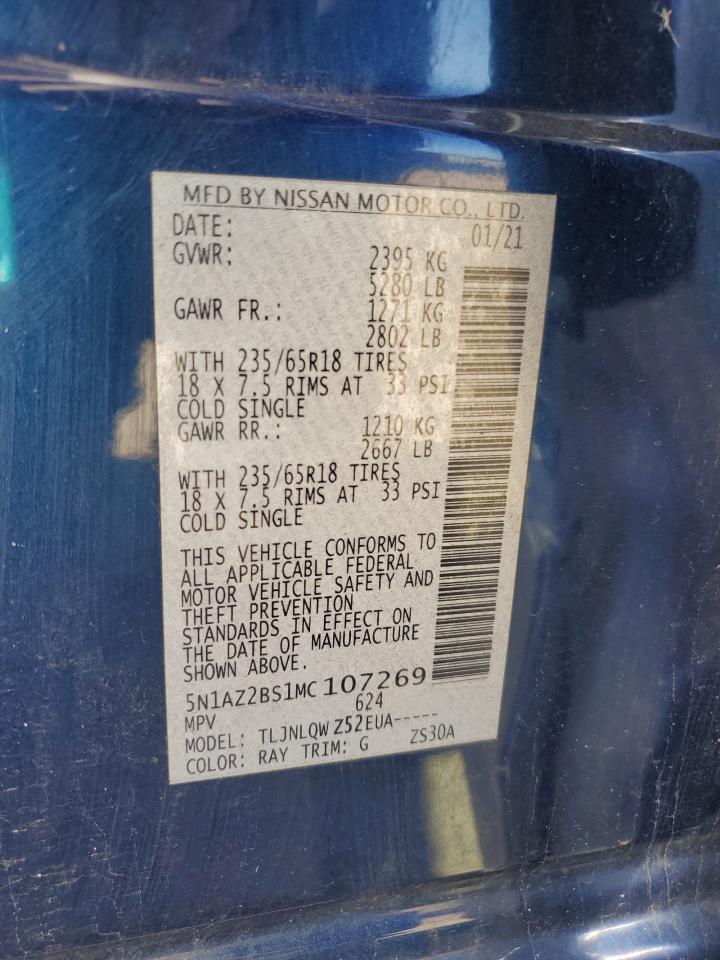 MFD BY NISSAN MOTOR CO., LTD.
DATE: 01/21
GVWR: 2395 KG
5280 LB
GAWR FR.: 1271 KG
2802 LB
WITH 235/65R18 TIRES
18 X 7.5 RIMS AT 33 PSI
COLD SINGLE
GAWR RR.: 1210 KG
2667 LB
WITH 235/65R18 TIRES
18 X 7.5 RIMS AT 33 PSI
COLD SINGLE
THIS VEHICLE CONFORMS TO
ALL APPLICABLE FEDERAL
MOTOR VEHICLE SAFETY AND
THEFT PREVENTION
STANDARDS IN EFFECT ON
THE DATE OF MANUFACTURE
SHOWN ABOVE.
5N1AZ2BS1MC107269
MPV 624
MODEL: TLJNLQW Z52EUA-----
COLOR: RAY TRIM: G ZS30A